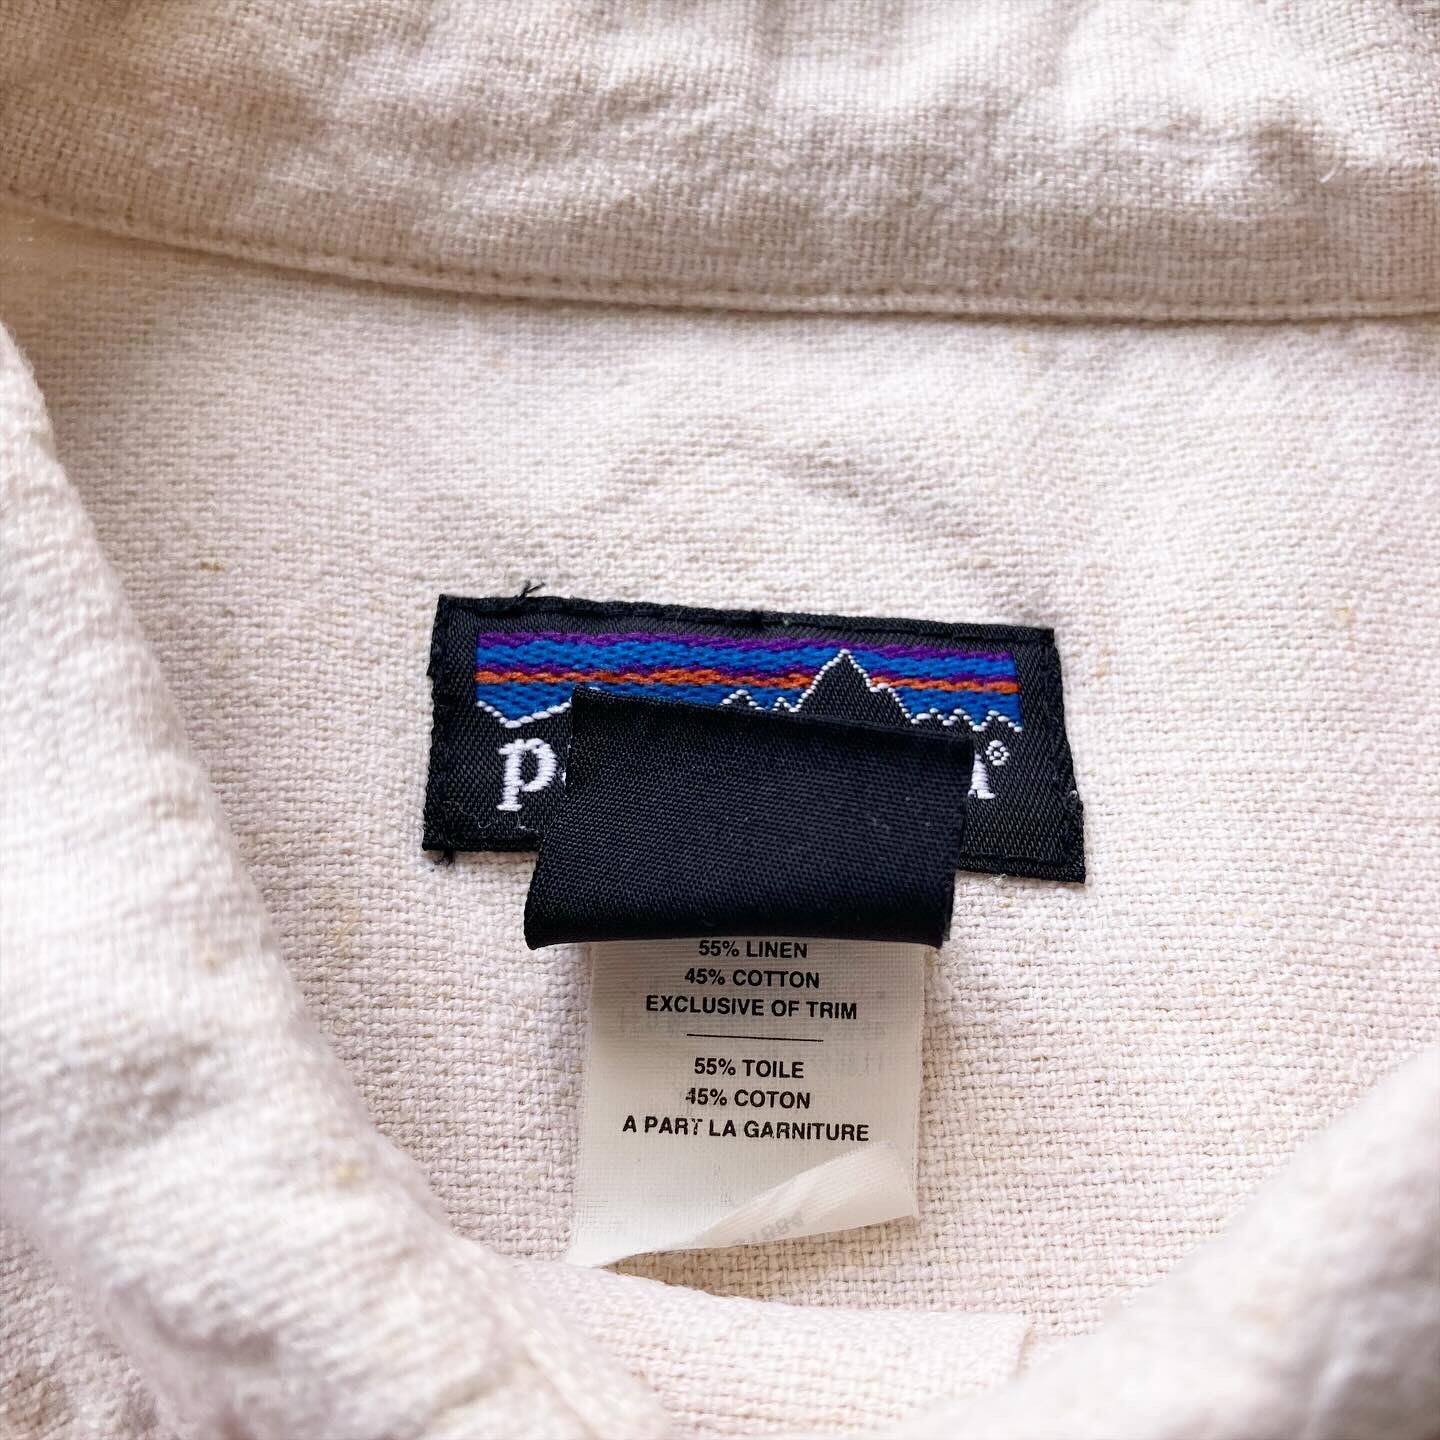 p
®
55% LINEN
45% COTTON
EXCLUSIVE OF TRIM
55% TOILE
45% COTON
A PART LA GARNITURE